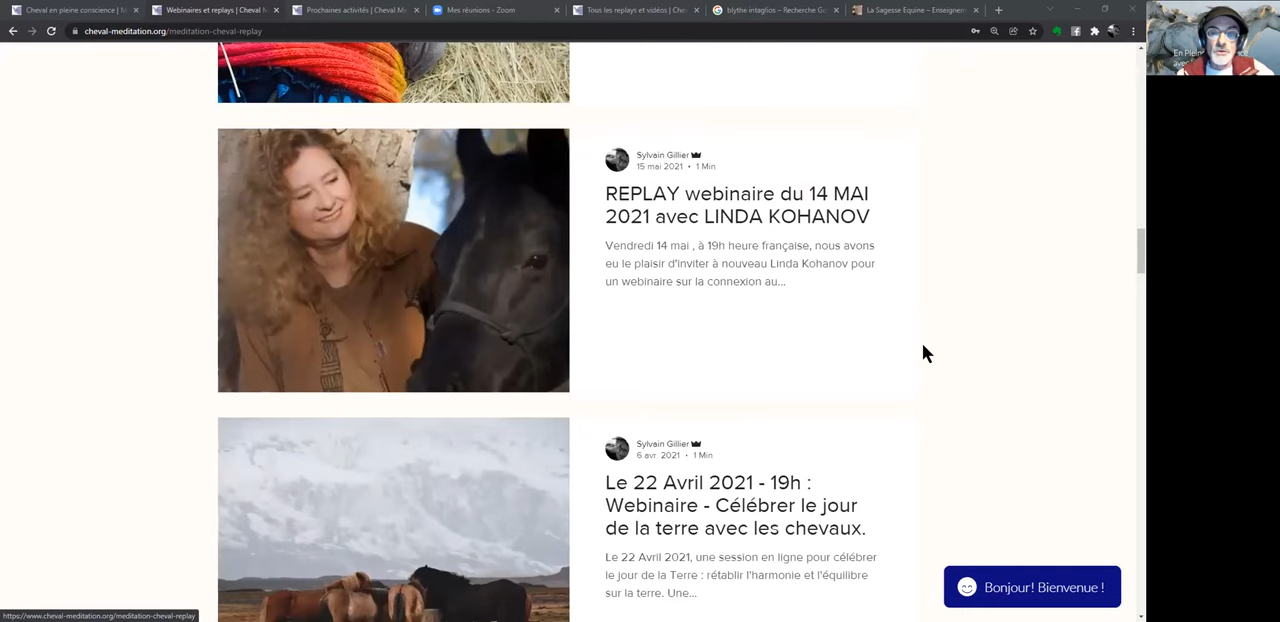 Cheval en pleine conscience | M
Webinaires et replays | Cheval M
Prochaines activités | Cheval Me
Mes réunions - Zoom
Tous les replays et vidéos | Che
blythe intaglios – Recherche Go
La Sagesse Equine – Enseignem
cheval-meditation.org/meditation-cheval-replay
En Plein
Sylvain Gillier
15 mai 2021 • 1 Min
REPLAY webinaire du 14 MAI
2021 avec LINDA KOHANOV
Vendredi 14 mai , à 19h heure française, nous avons
eu le plaisir d'inviter à nouveau Linda Kohanov pour
un webinaire sur la connexion au...
Sylvain Gillier
6 avr. 2021 • 1 Min
Le 22 Avril 2021 - 19h :
Webinaire - Célébrer le jour
de la terre avec les chevaux.
Le 22 Avril 2021, une session en ligne pour célébrer
le jour de la Terre : rétablir l'harmonie et l'équilibre
sur la terre. Une...
Bonjour! Bienvenue !
https://www.cheval-meditation.org/meditation-cheval-replay